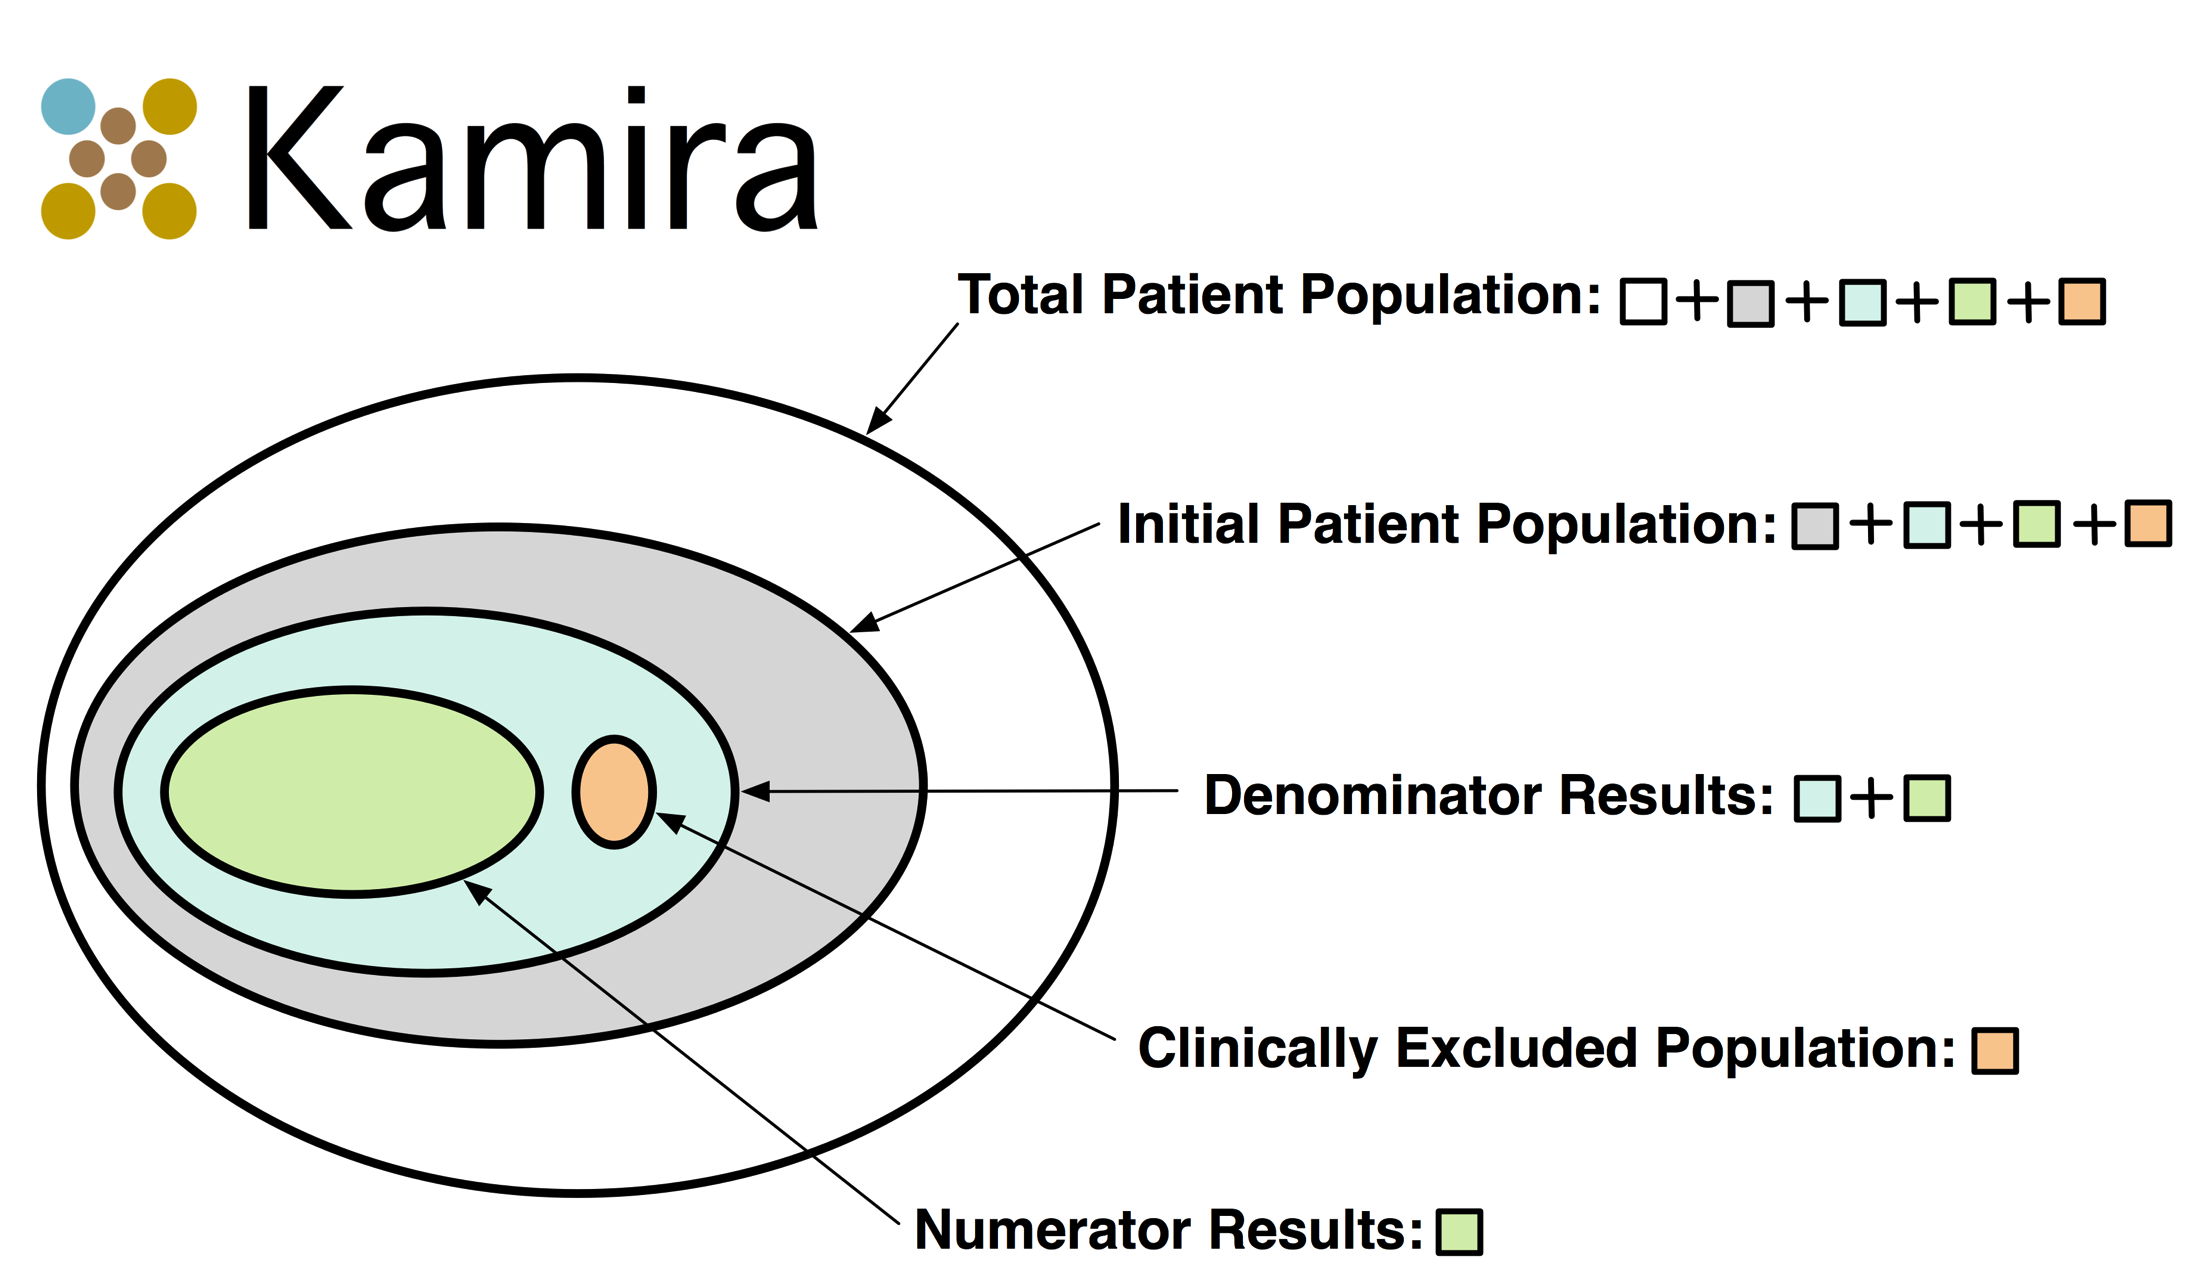 Kamira
Total Patient Population: + + + +
Initial Patient Population: + + +
Denominator Results: +
Clinically Excluded Population:
Numerator Results: